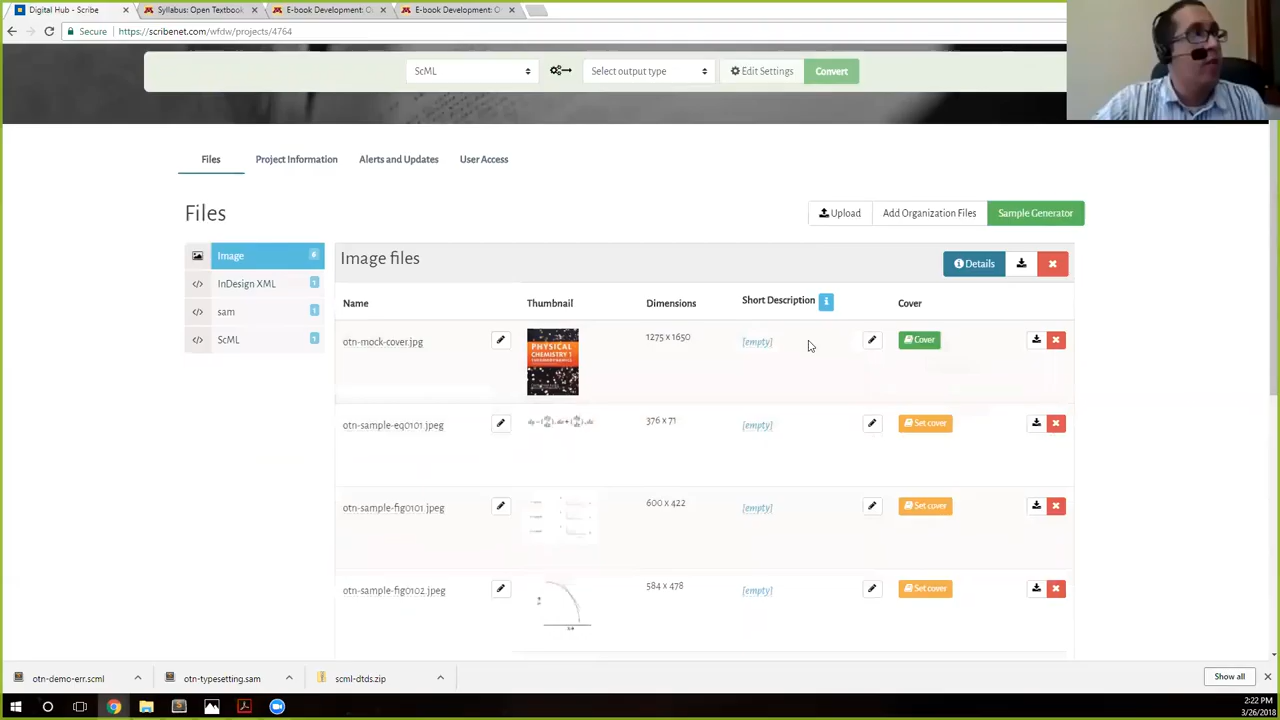 Digital Hub - Scribe
Syllabus: Open Textbook
E-book Development: O
E-book Development: O
Secure
https://scribenet.com/wfdw/projects/4764
ScML
Select output type
Edit Settings
Convert
Files
Project Information
Alerts and Updates
User Access
Files
Upload
Add Organization Files
Sample Generator
Image 6
InDesign XML 1
sam 1
ScML 1
Image files
Details
Name
Thumbnail
Dimensions
Short Description
Cover
otn-mock-cover.jpg
PHYSICAL
CHEMISTRY 1
1275 x 1650
[empty]
Cover
otn-sample-eq0101.jpeg
376 x 71
[empty]
Set cover
otn-sample-fig0101.jpeg
600 x 422
[empty]
Set cover
otn-sample-fig0102.jpeg
584 x 478
[empty]
Set cover
otn-demo-err.scml
otn-typesetting.sam
scml-dtds.zip
Show all
2:22 PM
3/26/2018